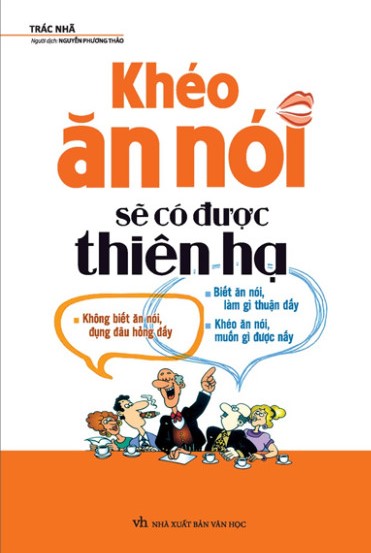 TRÁC NHÃ
Người dịch: NGUYỄN PHƯƠNG THẢO
Khéo
ăn nói
sẽ có được
thiên hạ
Biết ăn nói,
làm gì thuận đấy
Không biết ăn nói,
đụng đâu hỏng đấy
Khéo ăn nói,
muốn gì được nấy
vh NHÀ XUẤT BẢN VĂN HỌC